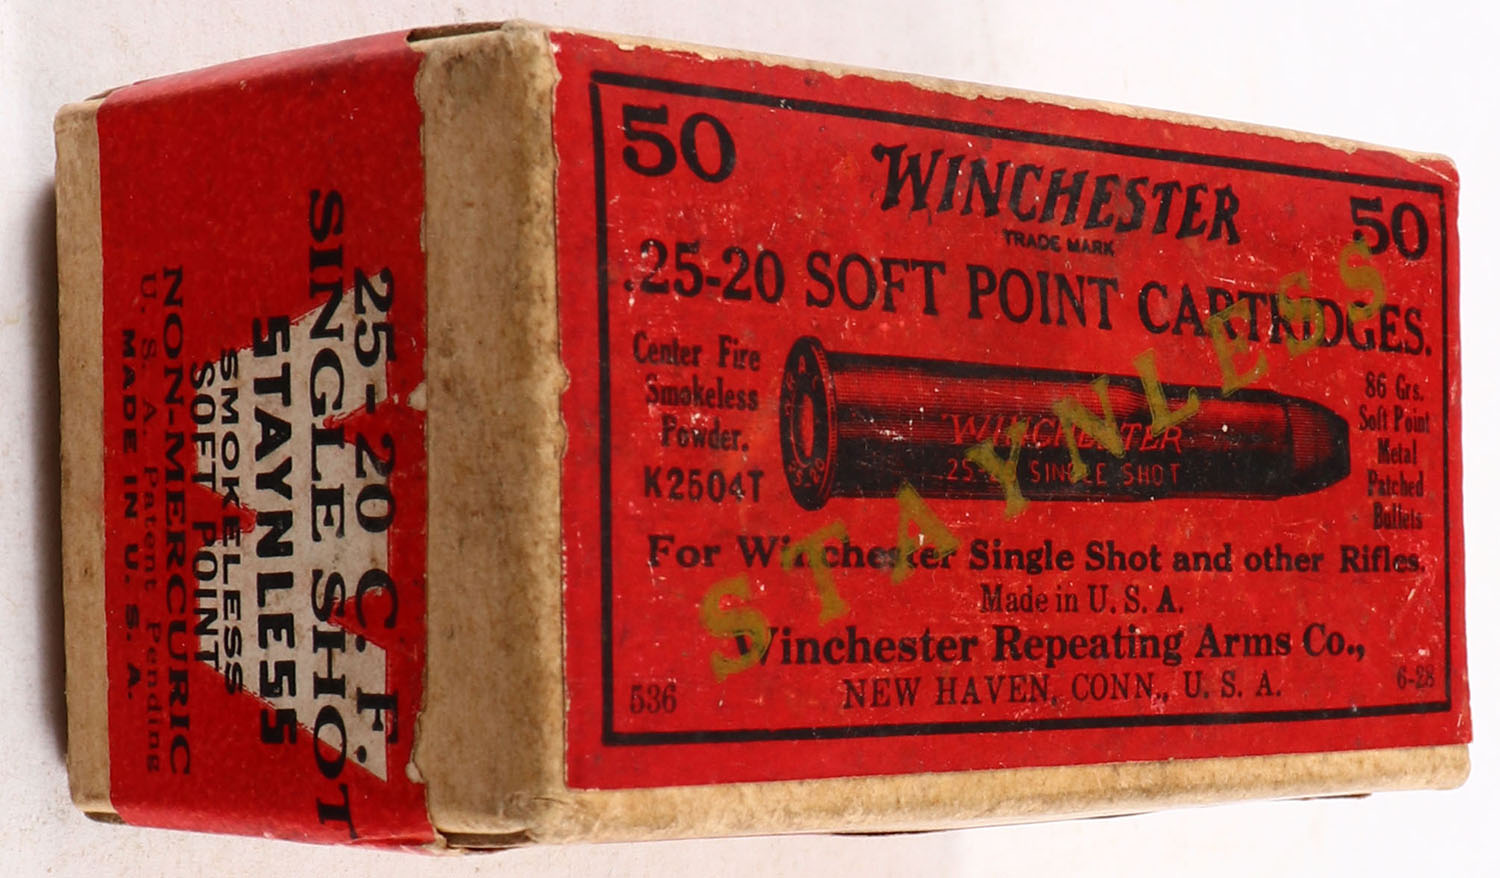 50
WINCHESTER
50
TRADE MARK
.25-20 SOFT POINT CARTRIDGES.
Center Fire
Smokeless
Powder.
K2504T
WINCHESTER
SINGLE SHOT
86 Grs.
Soft Point
Metal
Patched
Bullets
STAYNLESS
For Winchester Single Shot and other Rifles.
Made in U. S. A.
Winchester Repeating Arms Co.,
NEW HAVEN, CONN., U. S. A.
536
6-28
25-20 C. F.
SINGLE SHOT
STAYNLESS
SMOKELESS
SOFT POINT
NON-MERCURIC
U. S. A. Patent Pending
MADE IN U. S. A.